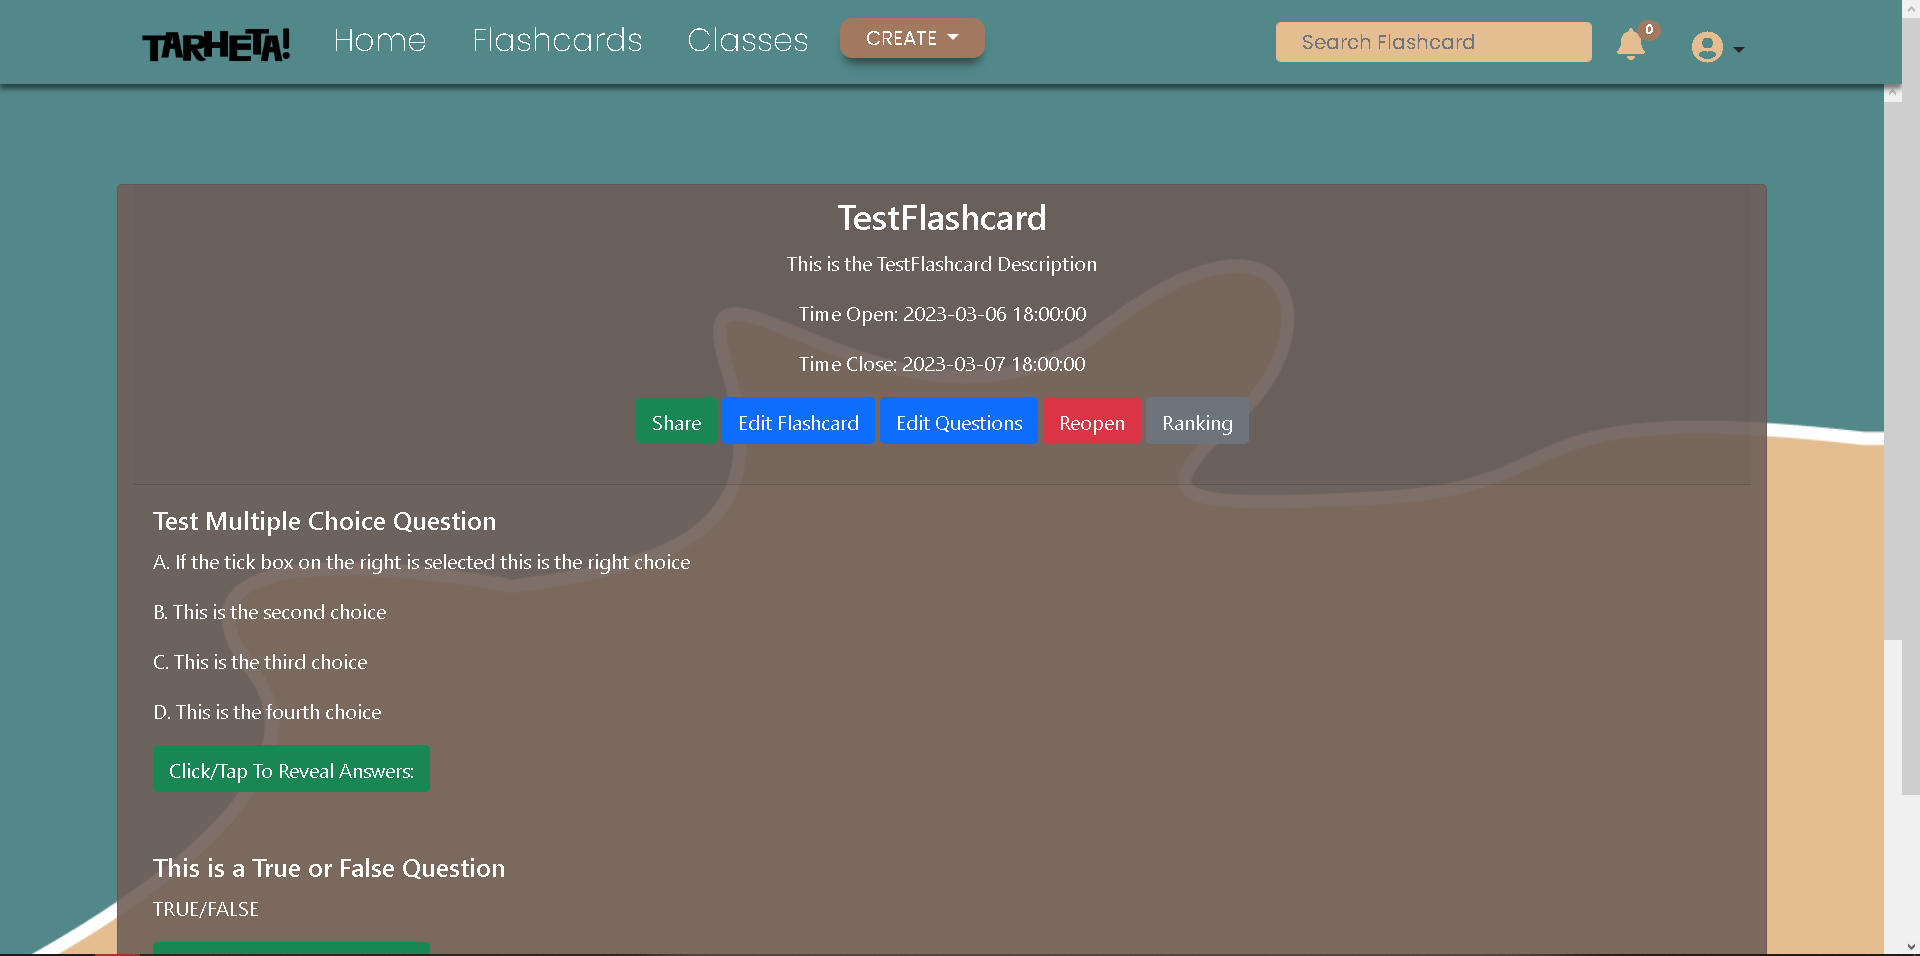 TARHETA! Home Flashcards Classes CREATE Search Flashcard 0
TestFlashcard
This is the TestFlashcard Description
Time Open: 2023-03-06 18:00:00
Time Close: 2023-03-07 18:00:00
Share Edit Flashcard Edit Questions Reopen Ranking
Test Multiple Choice Question
A. If the tick box on the right is selected this is the right choice
B. This is the second choice
C. This is the third choice
D. This is the fourth choice
Click/Tap To Reveal Answers:
This is a True or False Question
TRUE/FALSE